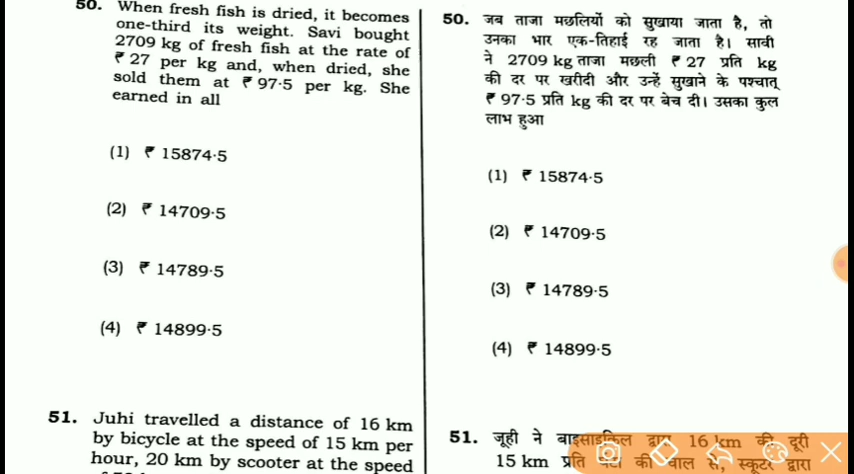 50. When fresh fish is dried, it becomes
one-third its weight. Savi bought
2709 kg of fresh fish at the rate of
₹ 27 per kg and, when dried, she
sold them at ₹ 97·5 per kg. She
earned in all
(1) ₹ 15874·5
(2) ₹ 14709·5
(3) ₹ 14789·5
(4) ₹ 14899·5
51. Juhi travelled a distance of 16 km
by bicycle at the speed of 15 km per
hour, 20 km by scooter at the speed
50. जब ताजा मछलियों को सुखाया जाता है, तो
उनका भार एक-तिहाई रह जाता है। सावी
ने 2709 kg ताजा मछली ₹ 27 प्रति kg
की दर पर खरीदी और उन्हें सुखाने के पश्चात्
₹ 97·5 प्रति kg की दर पर बेच दी। उसका कुल
लाभ हुआ
(1) ₹ 15874·5
(2) ₹ 14709·5
(3) ₹ 14789·5
(4) ₹ 14899·5
51. जूही ने बाइसाइकिल द्वारा 16 km की दूरी
15 km प्रति घंटा की चाल से, स्कूटर द्वारा